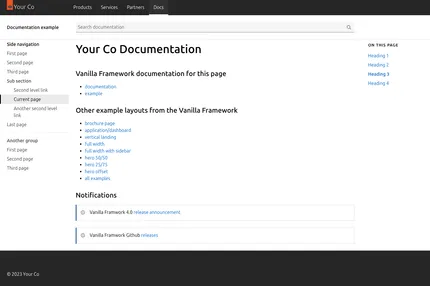 Your Co
Products Services Partners Docs
Documentation example
Search documentation
Side navigation
First page
Second page
Third page
Sub section
Second level link
Current page
Another second level
link
Last page
Another group
First page
Second page
Third page
Your Co Documentation
Vanilla Framework documentation for this page
documentation
example
Other example layouts from the Vanilla Framework
brochure page
application/dashboard
vertical landing
full width
full width with sidebar
hero 50/50
hero 25/75
hero offset
all examples
Notifications
Vanilla Framwork 4.0 release announcement
Vanilla Framwork Github releases
ON THIS PAGE
Heading 1
Heading 2
Heading 3
Heading 4
© 2023 Your Co